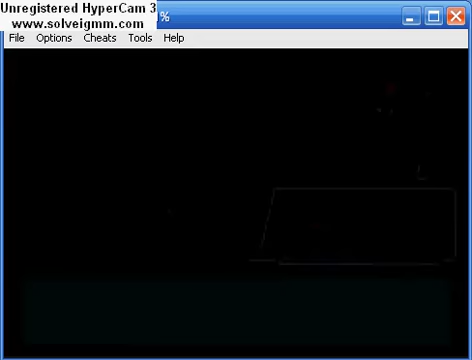 Unregistered HyperCam 3
www.solveigmm.com
%
File Options Cheats Tools Help